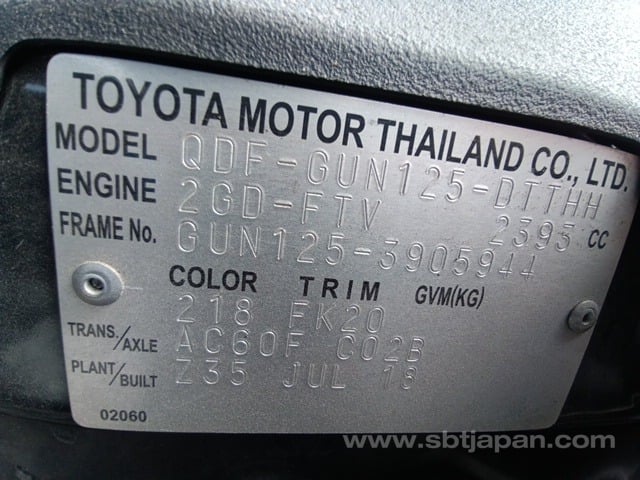 TOYOTA MOTOR THAILAND CO., LTD.
MODEL QDF-GUN125-DTTHH
ENGINE 2GD-FTV 2393 CC
FRAME No. GUN125-3905944
COLOR TRIM GVM(KG)
218 FK20
TRANS/AXLE AC60F C02B
PLANT/BUILT Z35 JUL 18
02060
www.sbtjapan.com